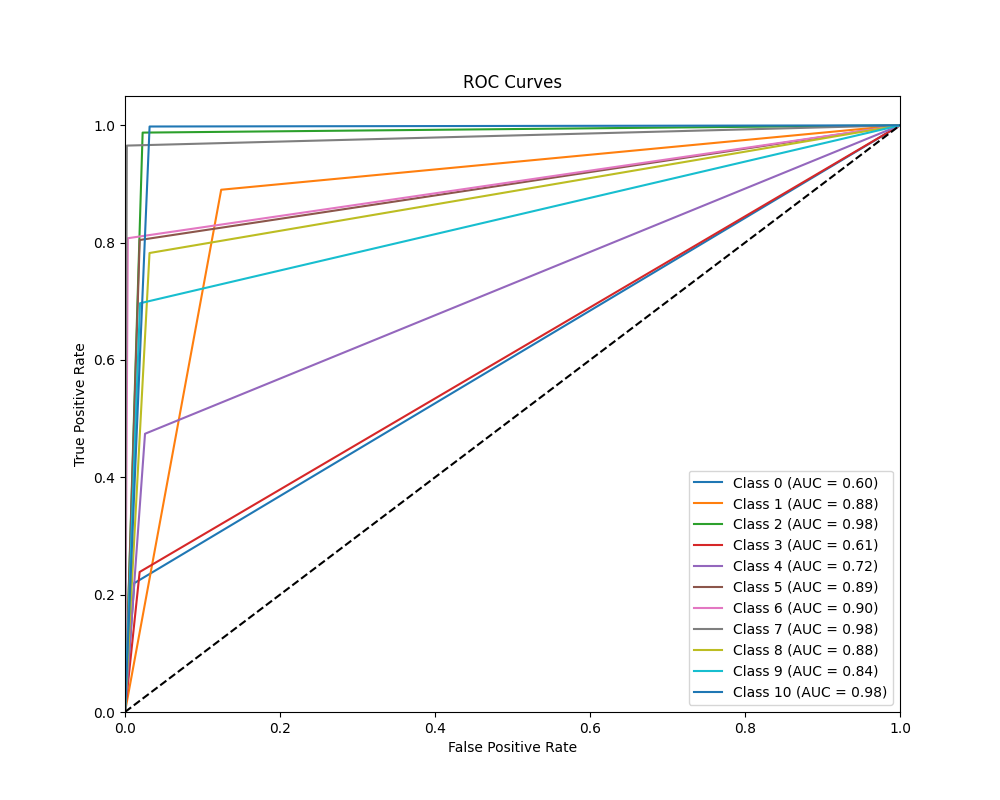 ROC Curves
True Positive Rate
1.0
0.8
0.6
0.4
0.2
0.0
Class 0 (AUC = 0.60)
Class 1 (AUC = 0.88)
Class 2 (AUC = 0.98)
Class 3 (AUC = 0.61)
Class 4 (AUC = 0.72)
Class 5 (AUC = 0.89)
Class 6 (AUC = 0.90)
Class 7 (AUC = 0.98)
Class 8 (AUC = 0.88)
Class 9 (AUC = 0.84)
Class 10 (AUC = 0.98)
0.0 0.2 0.4 0.6 0.8 1.0
False Positive Rate